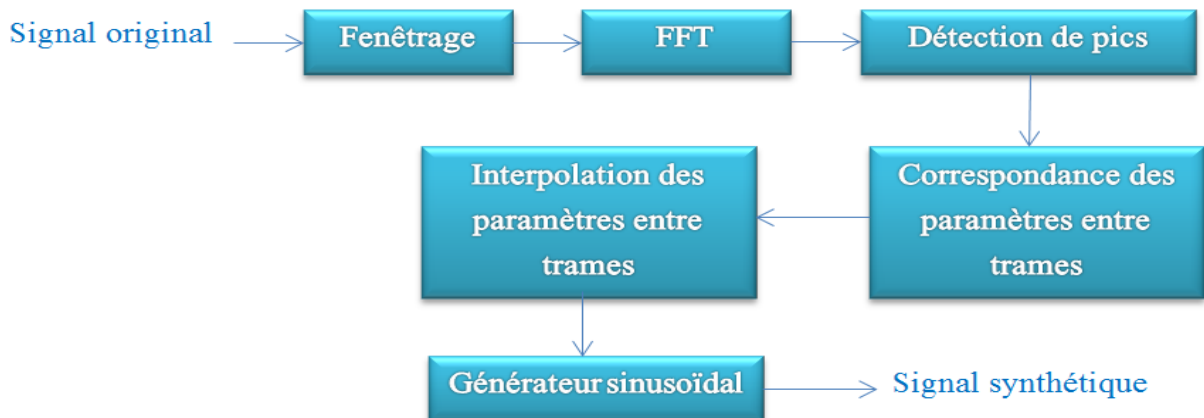 Signal original
Fenêtrage
FFT
Détection de pics
Correspondance des
paramètres entre
trames
Interpolation des
paramètres entre
trames
Générateur sinusoïdal
Signal synthétique